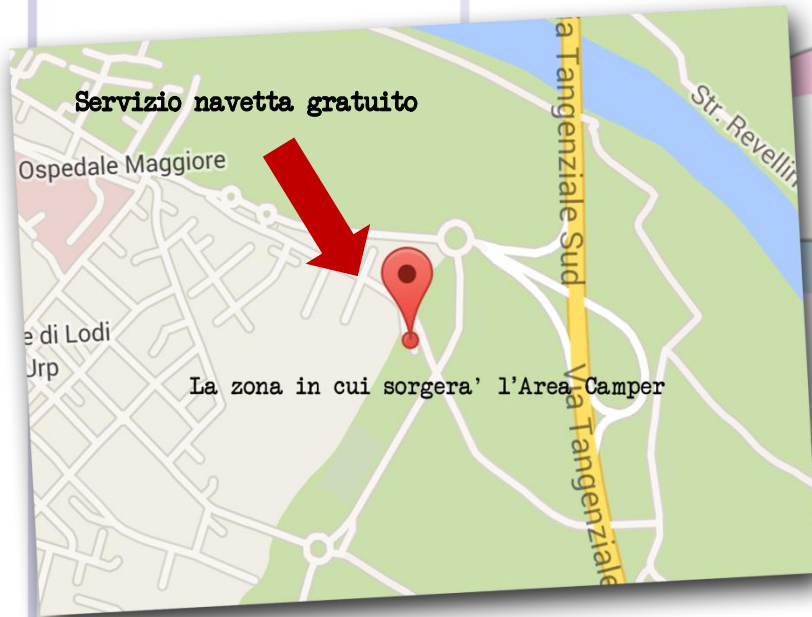 Servizio navetta gratuito
Ospedale Maggiore
Str. Revellin
a Tangenziale Sud
e di Lodi
Urp
La zona in cui sorgera' l'Area Camper
Via Tangenziale